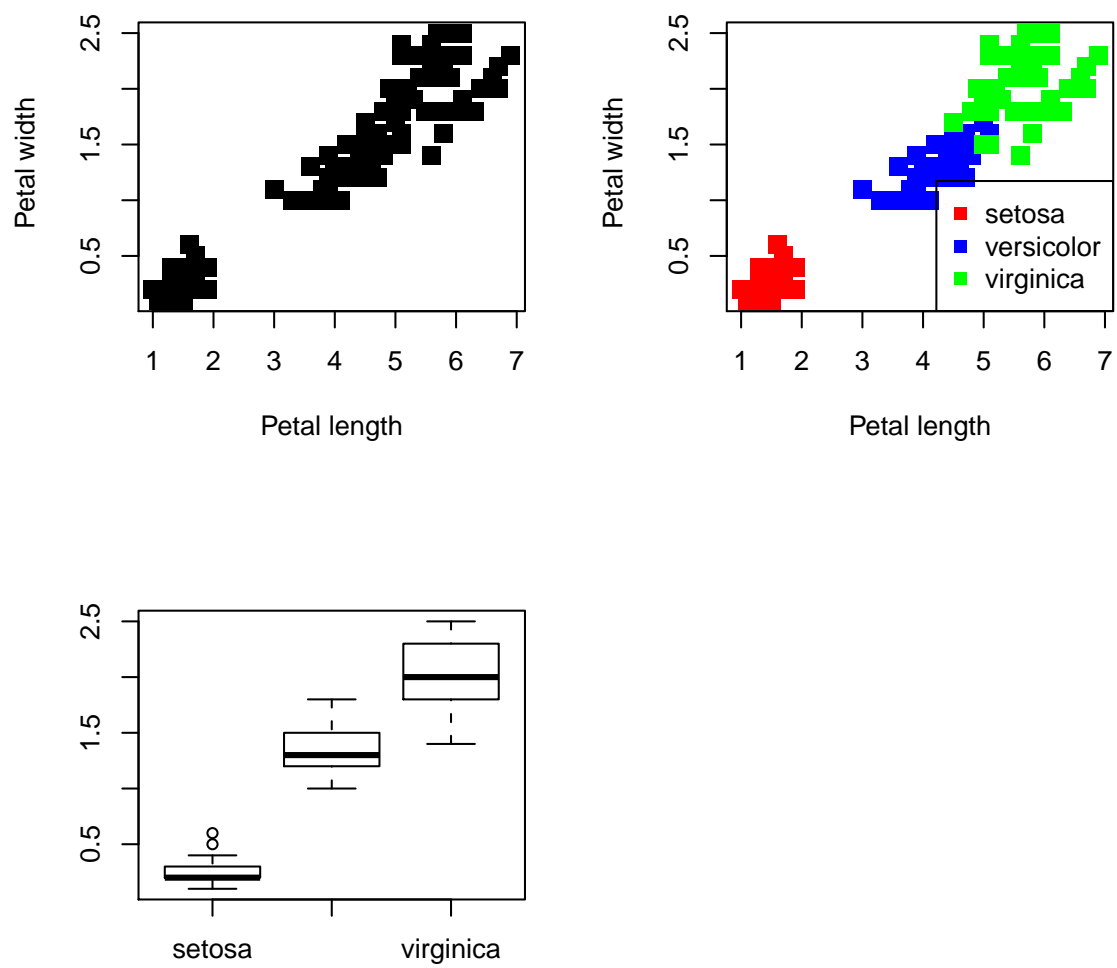 Petal width
2.5
1.5
0.5
1 2 3 4 5 6 7
Petal length
Petal width
2.5
1.5
0.5
setosa
versicolor
virginica
1 2 3 4 5 6 7
Petal length
2.5
1.5
0.5
setosa virginica